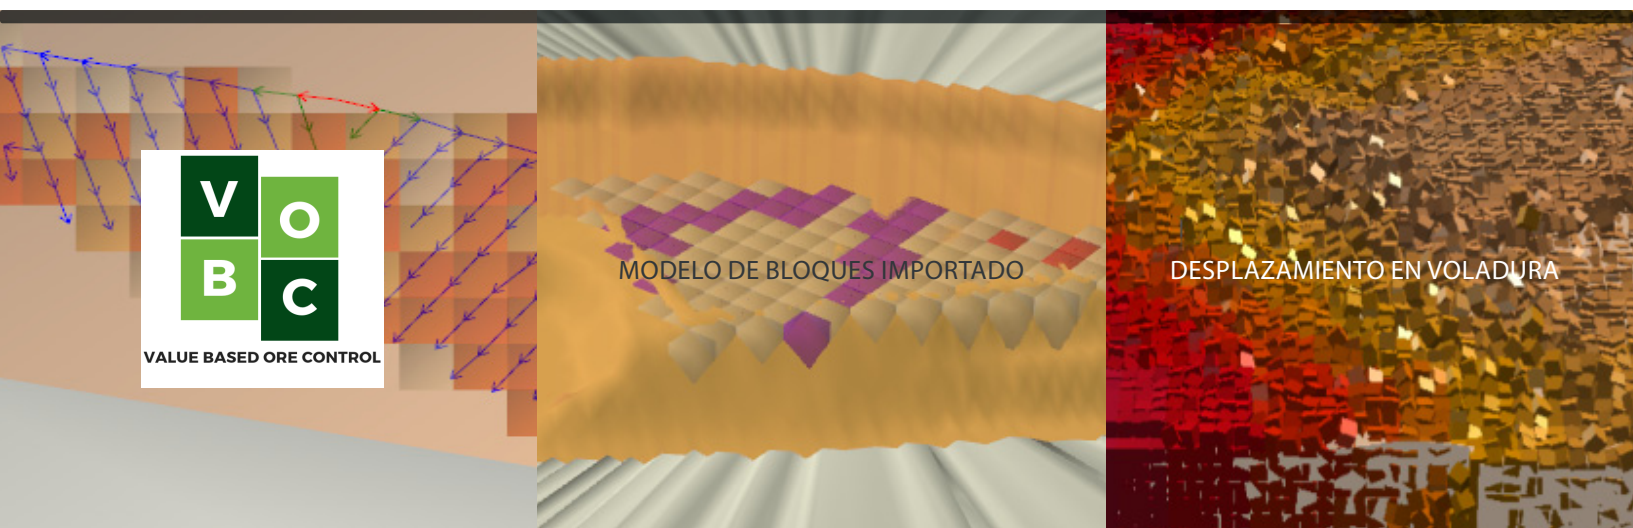 V
O
B
C
VALUE BASED ORE CONTROL
MODELO DE BLOQUES IMPORTADO
DESPLAZAMIENTO EN VOLADURA